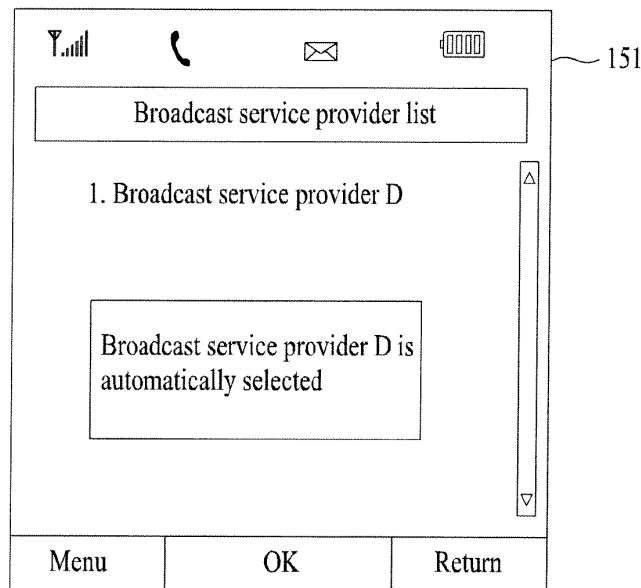 151
Broadcast service provider list
1. Broadcast service provider D
Broadcast service provider D is
automatically selected
Menu OK Return